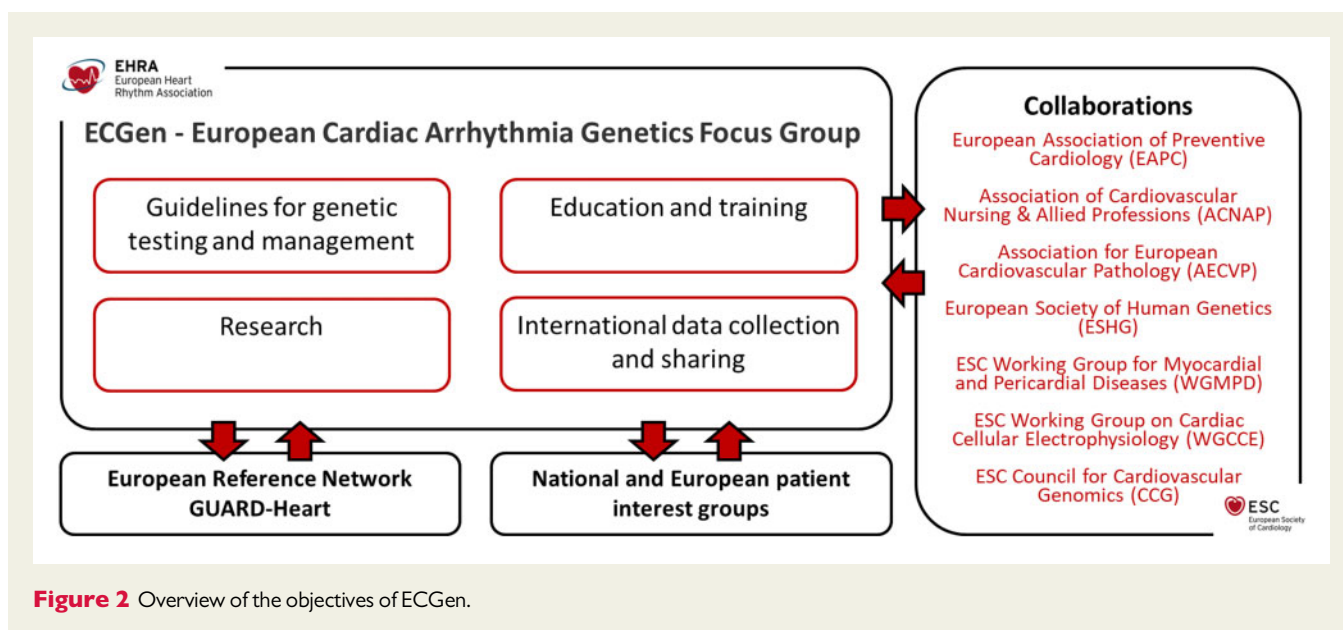 EHRA
European Heart
Rhythm Association
ECGen - European Cardiac Arrhythmia Genetics Focus Group
Guidelines for genetic
testing and management
Education and training
Research
International data collection
and sharing
European Reference Network
GUARD-Heart
National and European patient
interest groups
Collaborations
European Association of Preventive
Cardiology (EAPC)
Association of Cardiovascular
Nursing & Allied Professions (ACNAP)
Association for European
Cardiovascular Pathology (AECVP)
European Society of Human Genetics
(ESHG)
ESC Working Group for Myocardial
and Pericardial Diseases (WGMPD)
ESC Working Group on Cardiac
Cellular Electrophysiology (WGCCE)
ESC Council for Cardiovascular
Genomics (CCG)
ESC
European Society
of Cardiology
Figure 2 Overview of the objectives of ECGen.